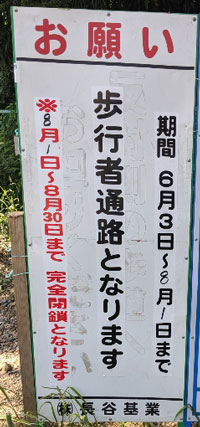 お願い
期間 6月3日〜8月1日まで
歩行者通路となります
※8月1日〜8月30日まで 完全閉鎖となります
㈱長谷基業